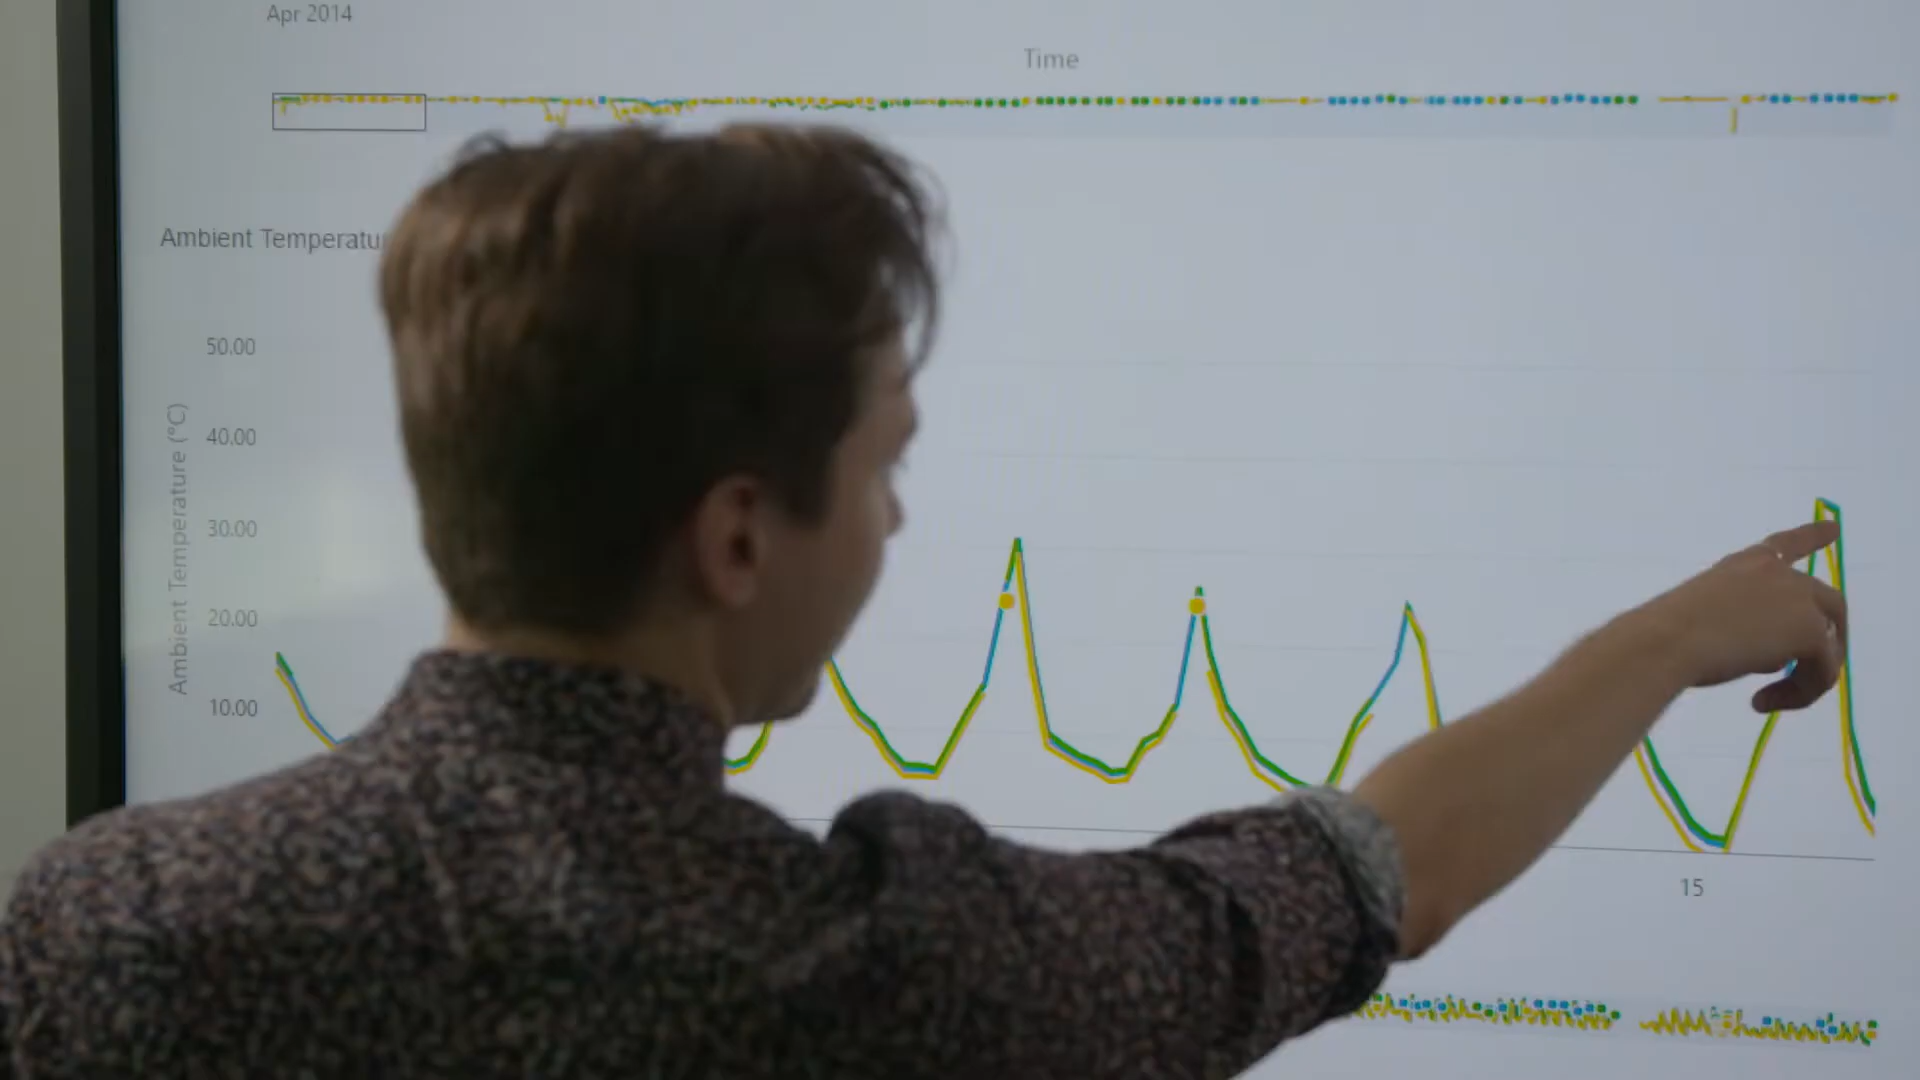 Apr 2014
Time
Ambient Temperatu
Ambient Temperature (°C)
50.00
40.00
30.00
20.00
10.00
15